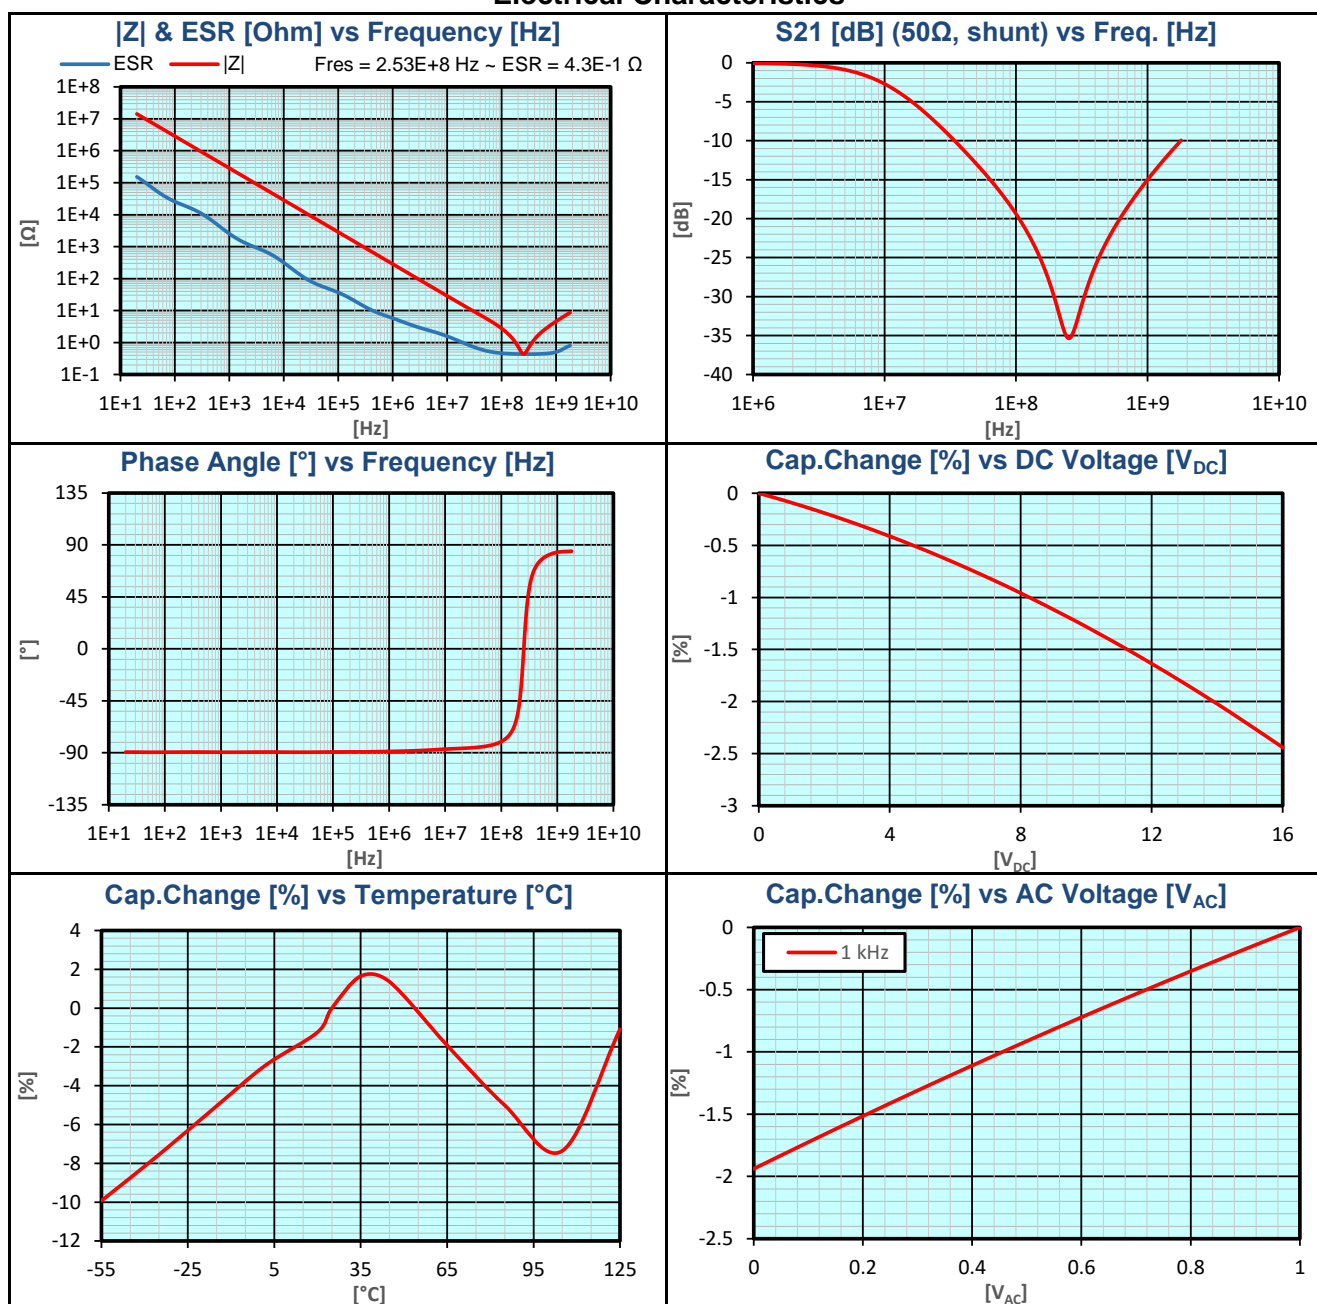 Electrical Characteristics
|Z| & ESR [Ohm] vs Frequency [Hz]
ESR |Z| Fres = 2.53E+8 Hz ~ ESR = 4.3E-1 Ω
1E+8
1E+7
1E+6
1E+5
1E+4
1E+3
1E+2
1E+1
1E+0
1E-1
[Ω]
1E+1 1E+2 1E+3 1E+4 1E+5 1E+6 1E+7 1E+8 1E+9 1E+10
[Hz]
S21 [dB] (50Ω, shunt) vs Freq. [Hz]
0
-5
-10
-15
-20
-25
-30
-35
-40
[dB]
1E+6 1E+7 1E+8 1E+9 1E+10
[Hz]
Phase Angle [°] vs Frequency [Hz]
135
90
45
0
-45
-90
-135
[°]
1E+1 1E+2 1E+3 1E+4 1E+5 1E+6 1E+7 1E+8 1E+9 1E+10
[Hz]
Cap.Change [%] vs DC Voltage [VDC]
0
-0.5
-1
-1.5
-2
-2.5
-3
[%]
0 4 8 12 16
[VDC]
Cap.Change [%] vs Temperature [°C]
4
2
0
-2
-4
-6
-8
-10
-12
[%]
-55 -25 5 35 65 95 125
[°C]
Cap.Change [%] vs AC Voltage [VAC]
1 kHz
0
-0.5
-1
-1.5
-2
-2.5
[%]
0 0.2 0.4 0.6 0.8 1
[VAC]